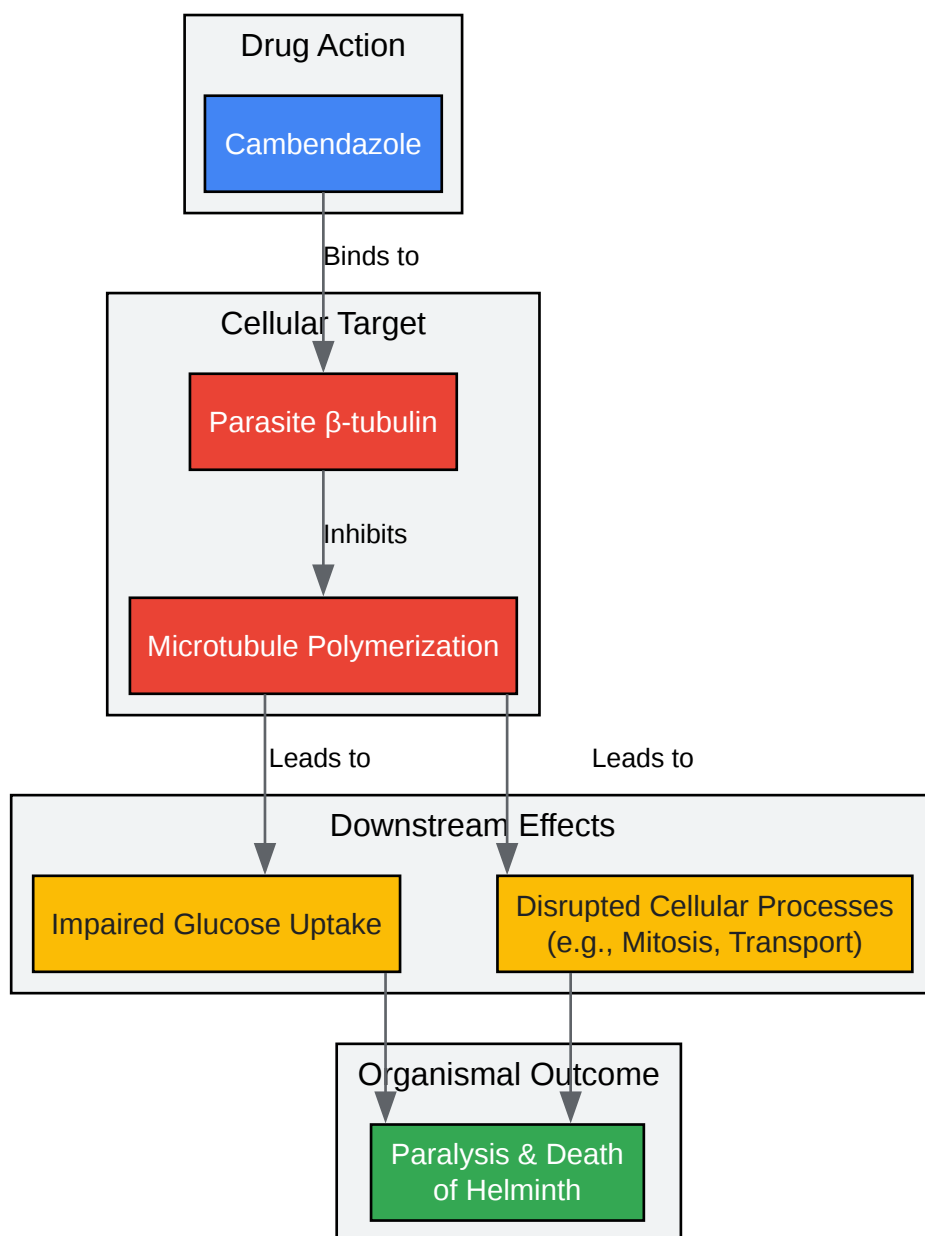 Drug Action
Cambendazole
Binds to
Cellular Target
Parasite β-tubulin
Inhibits
Microtubule Polymerization
Leads to
Leads to
Downstream Effects
Impaired Glucose Uptake
Disrupted Cellular Processes
(e.g., Mitosis, Transport)
Organismal Outcome
Paralysis & Death
of Helminth